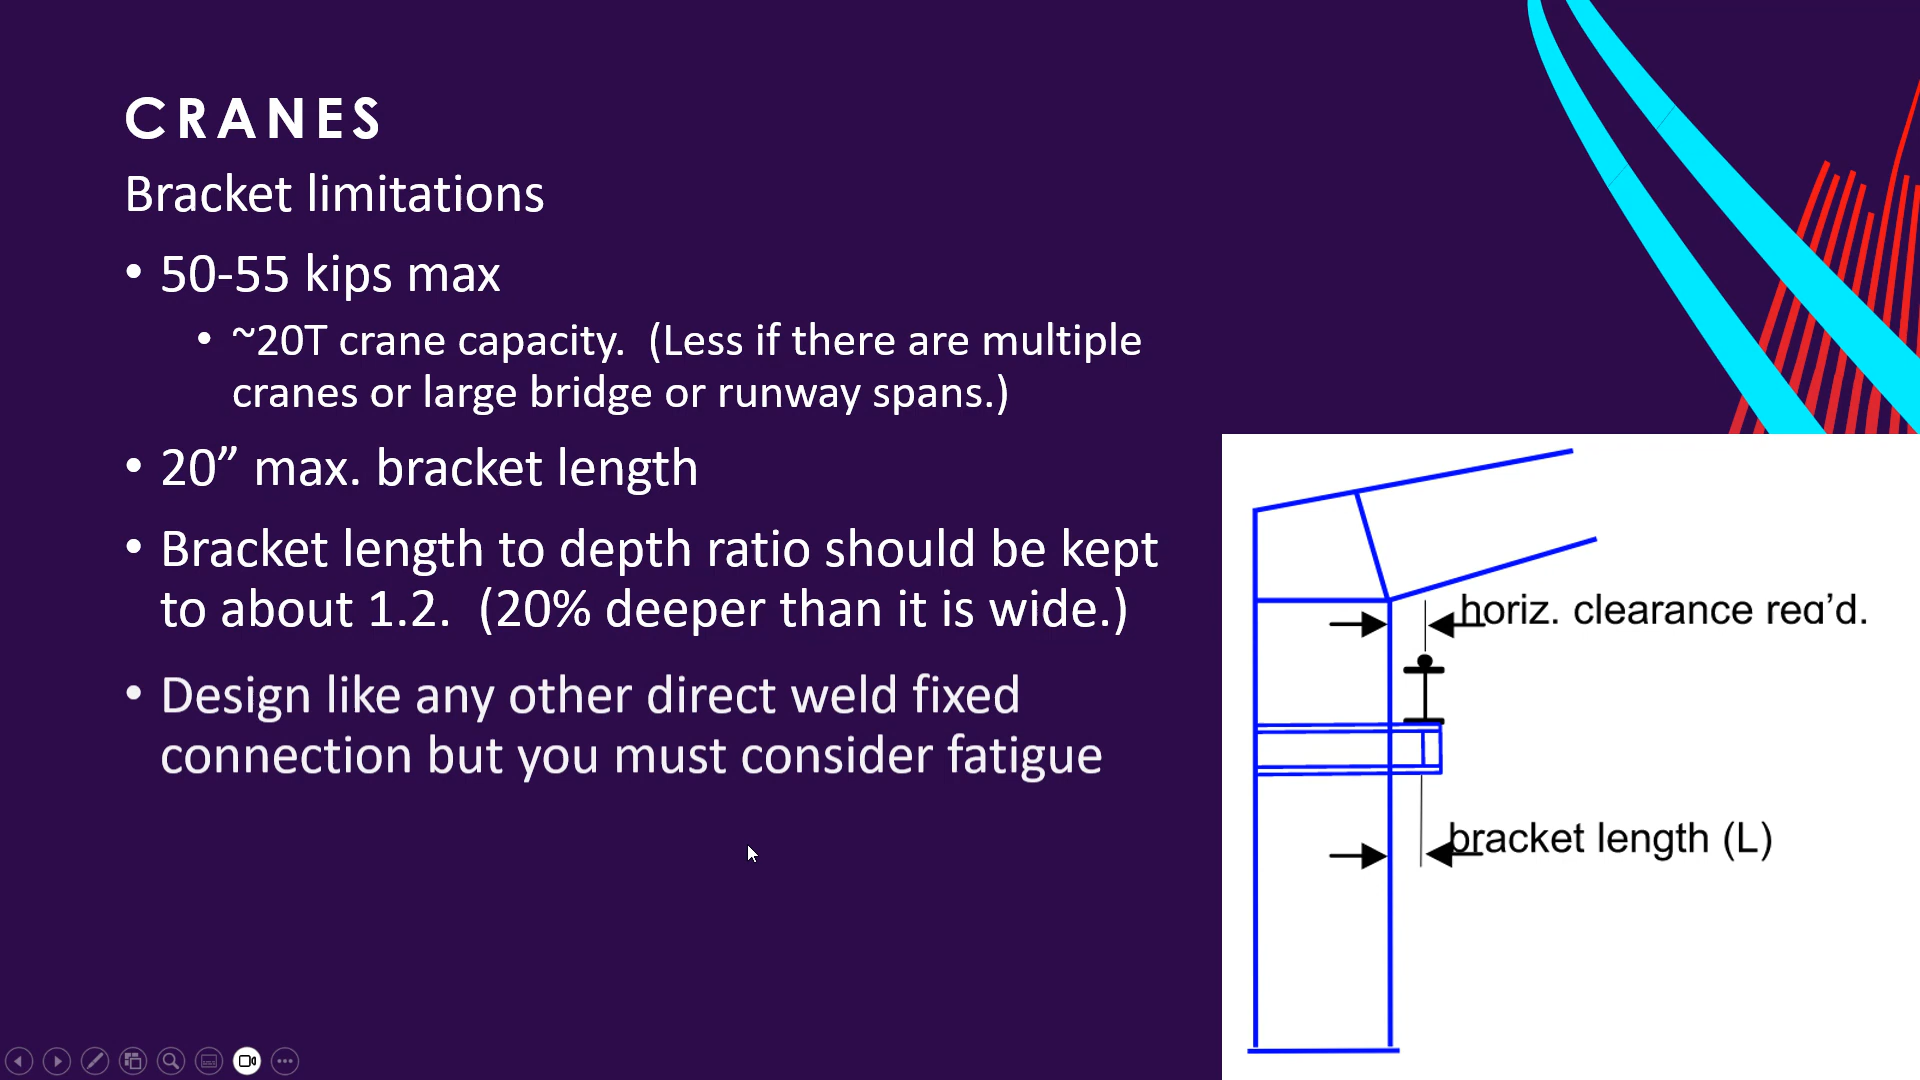 CRANES
Bracket limitations
• 50-55 kips max
• ~20T crane capacity.  (Less if there are multiple
cranes or large bridge or runway spans.)
• 20” max. bracket length
• Bracket length to depth ratio should be kept
to about 1.2.  (20% deeper than it is wide.)
• Design like any other direct weld fixed
connection but you must consider fatigue
horiz. clearance req’d.
bracket length (L)